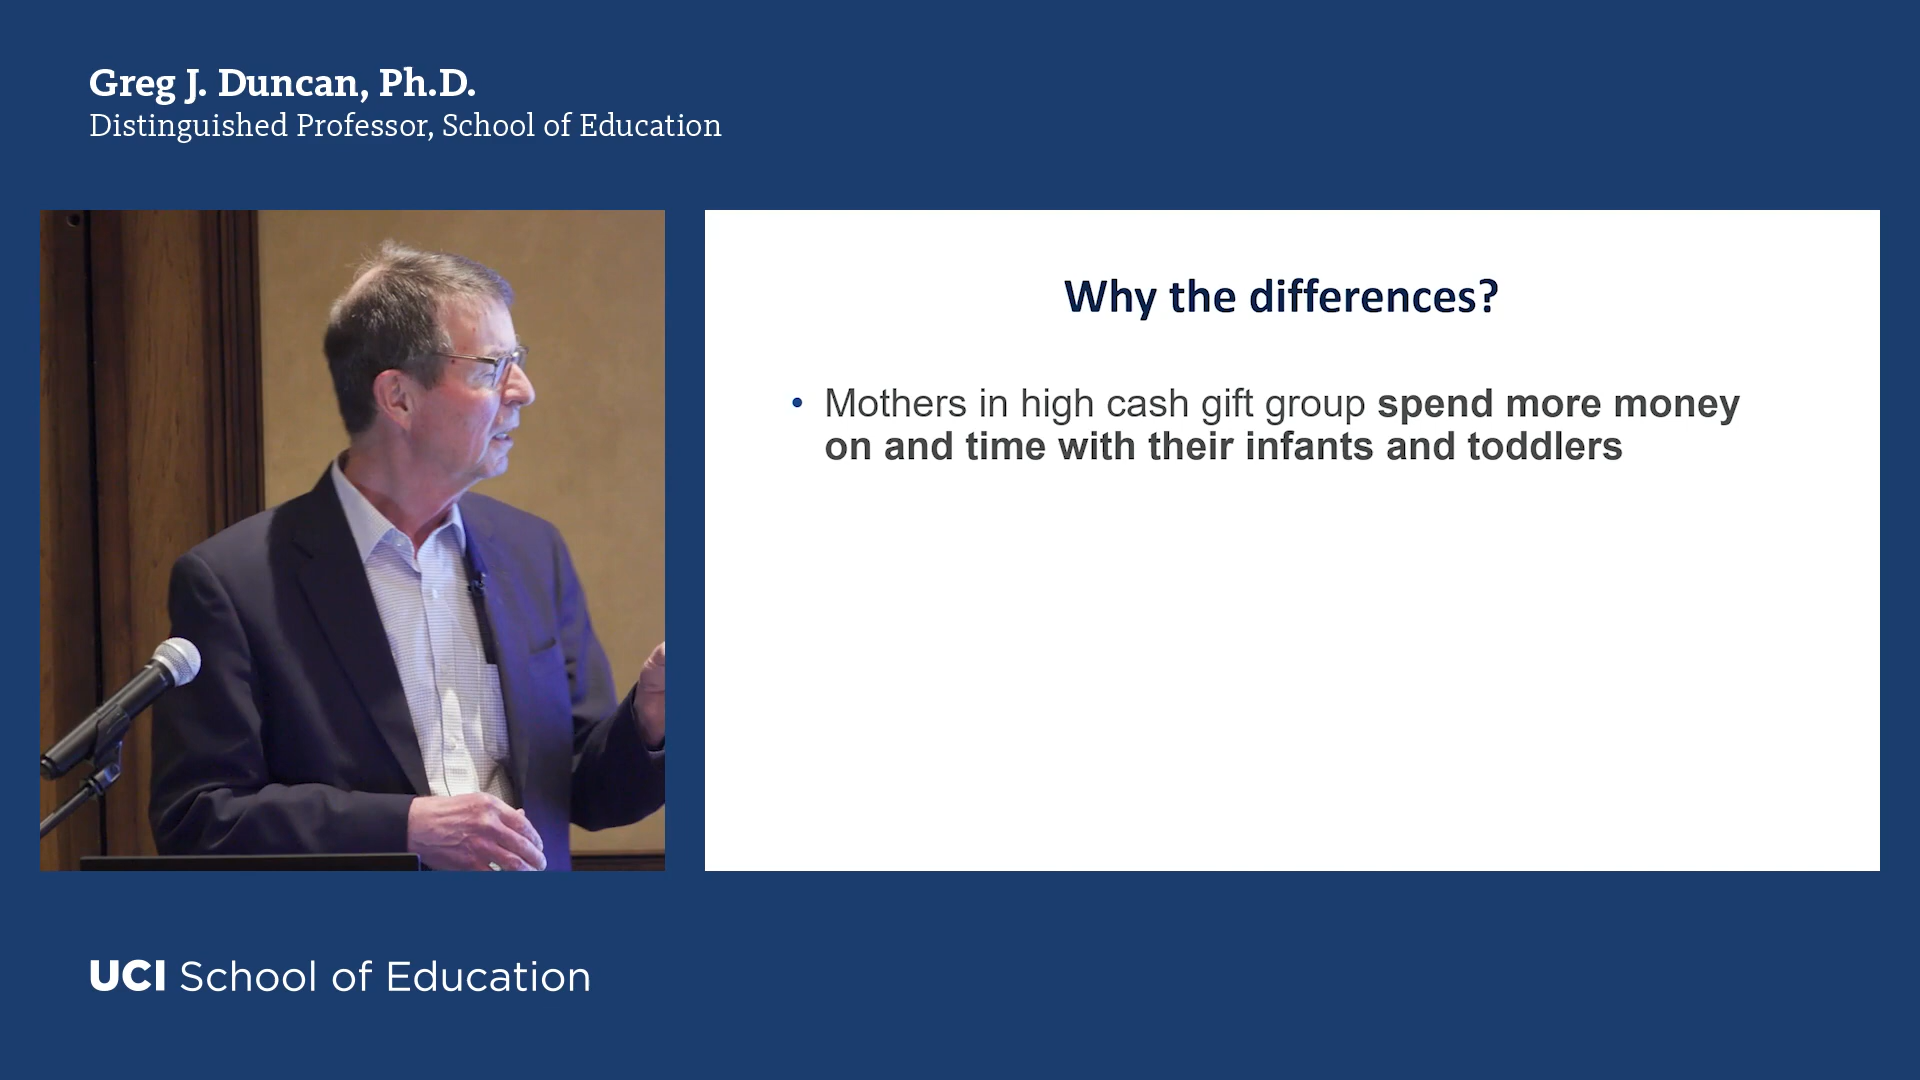 Greg J. Duncan, Ph.D.
Distinguished Professor, School of Education
Why the differences?
• Mothers in high cash gift group spend more money
on and time with their infants and toddlers
UCI School of Education